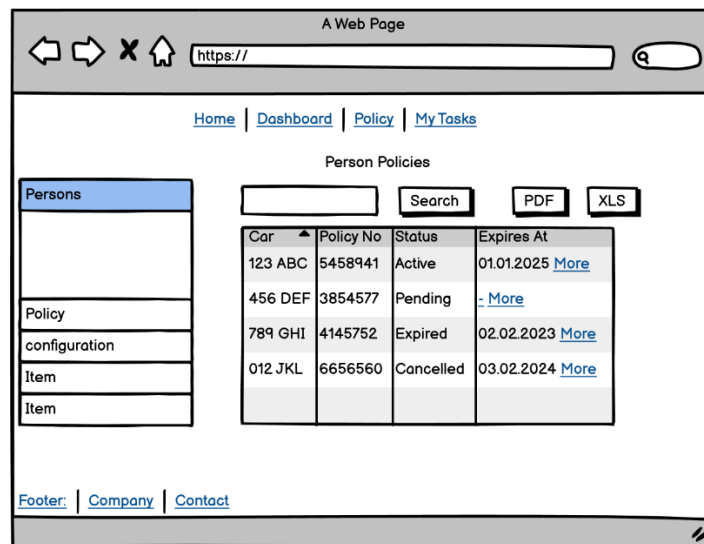 A Web Page
https://
Home Dashboard Policy My Tasks
Person Policies
Persons
Policy
configuration
Item
Item
Search PDF XLS
Car Policy No Status Expires At
123 ABC 5458941 Active 01.01.2025 More
456 DEF 3854577 Pending - More
789 GHI 4145752 Expired 02.02.2023 More
012 JKL 6656560 Cancelled 03.02.2024 More
Footer: Company Contact